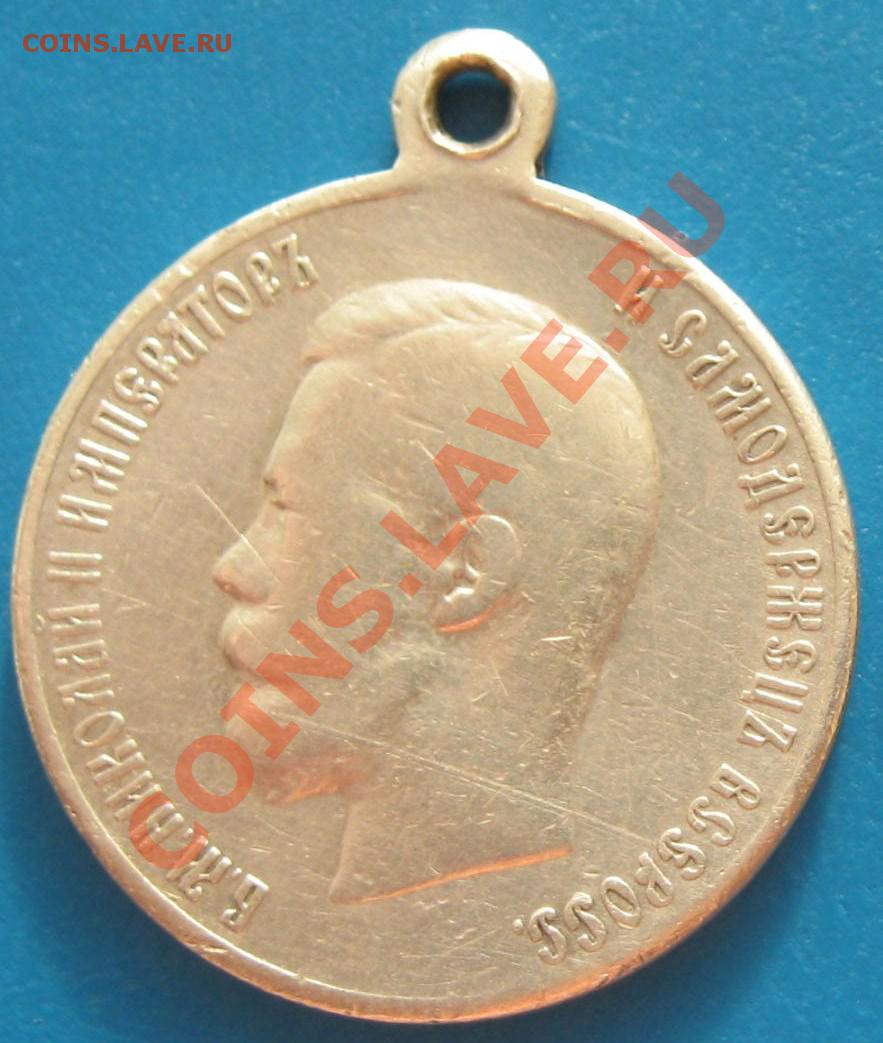 COINS.LAVE.RU
Б.М.НИКОЛАЙ II ИМПЕРАТОРЪ
И САМОДЕРЖЕЦЪ ВСЕРОСС.
COINS.LAVE.RU